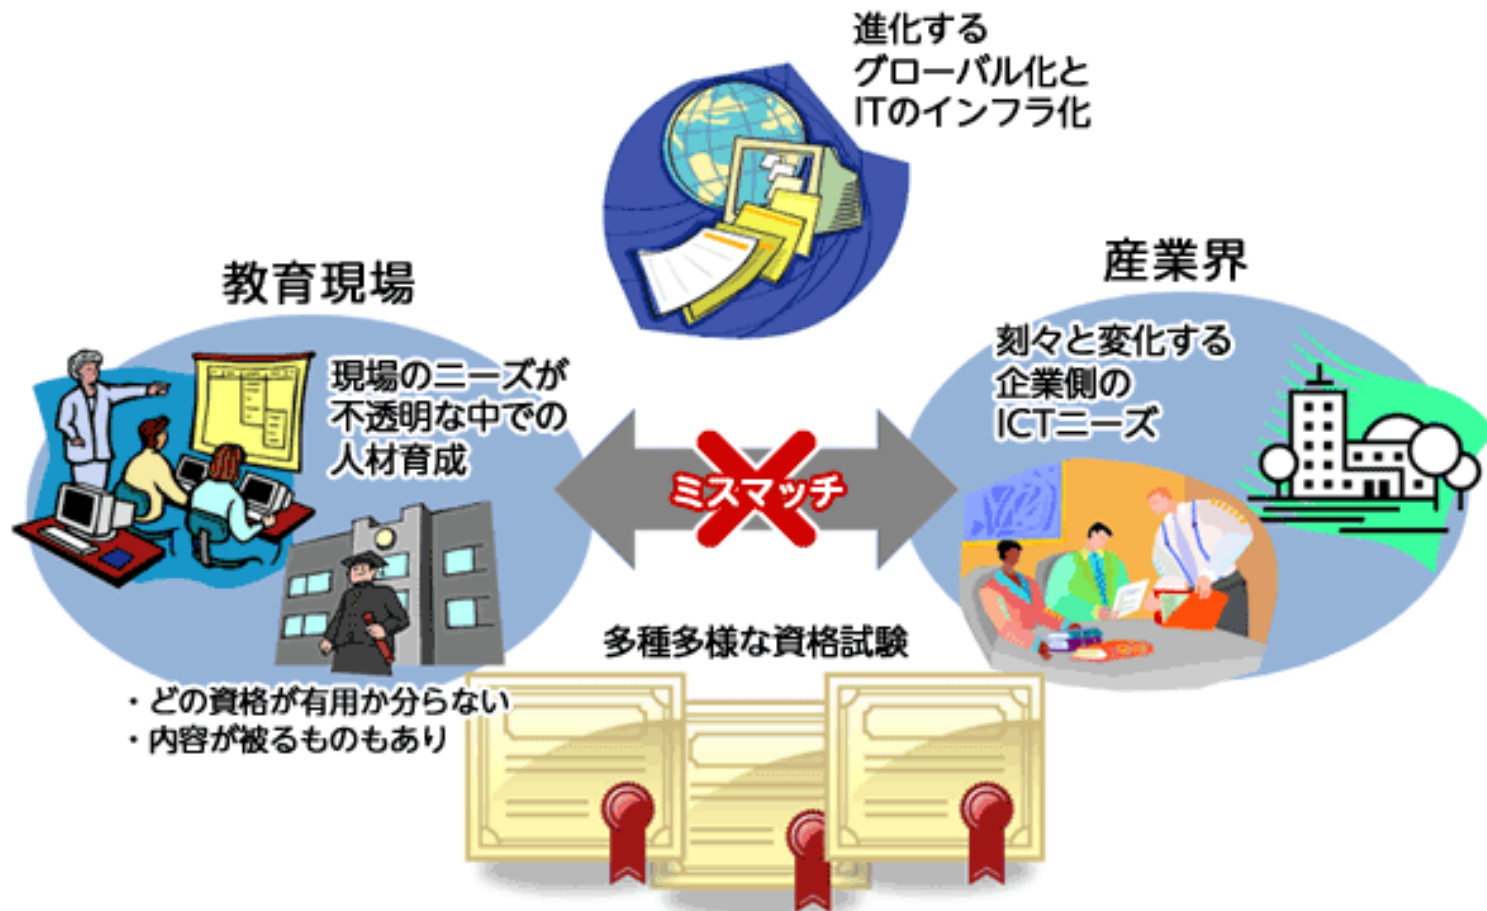 進化する
グローバル化と
ITのインフラ化
教育現場
現場のニーズが
不透明な中での
人材育成
ミスマッチ
産業界
刻々と変化する
企業側の
ICTニーズ
多種多様な資格試験
・どの資格が有用か分らない
・内容が被るものもあり